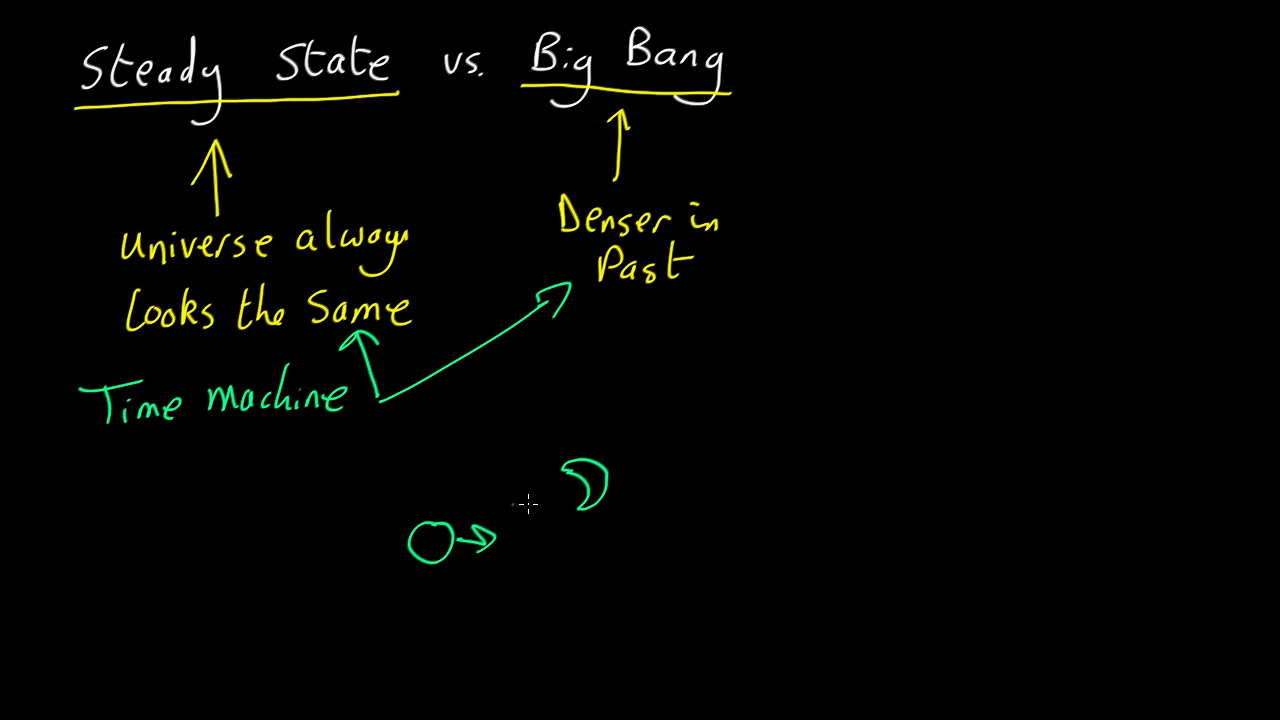 Steady State vs. Big Bang
Universe always
Looks the Same
Denser in
Past
Time machine